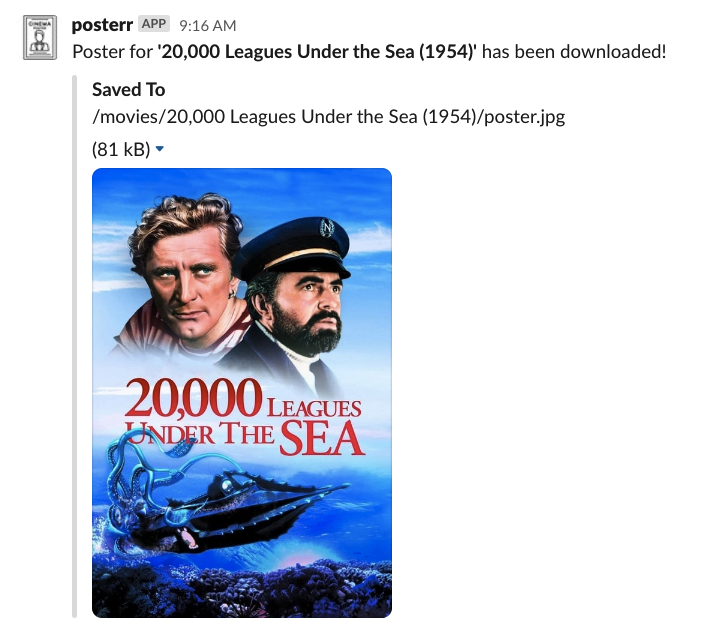 posterr APP 9:16 AM
Poster for '20,000 Leagues Under the Sea (1954)' has been downloaded!
Saved To
/movies/20,000 Leagues Under the Sea (1954)/poster.jpg
(81 kB)
20,000 LEAGUES
UNDER THE SEA